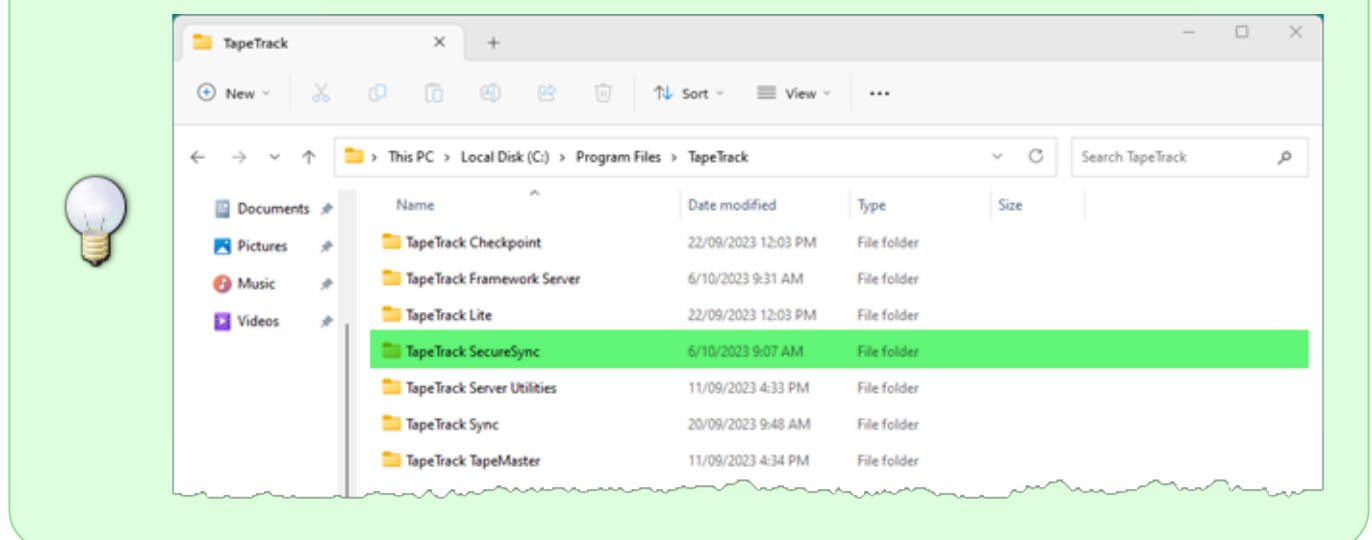 TapeTrack
New
Sort
View
This PC > Local Disk (C:) > Program Files > TapeTrack
Search TapeTrack
Documents
Pictures
Music
Videos
Name Date modified Type Size
TapeTrack Checkpoint 22/09/2023 12:03 PM File folder
TapeTrack Framework Server 6/10/2023 9:31 AM File folder
TapeTrack Lite 22/09/2023 12:03 PM File folder
TapeTrack SecureSync 6/10/2023 9:07 AM File folder
TapeTrack Server Utilities 11/09/2023 4:33 PM File folder
TapeTrack Sync 20/09/2023 9:48 AM File folder
TapeTrack TapeMaster 11/09/2023 4:34 PM File folder